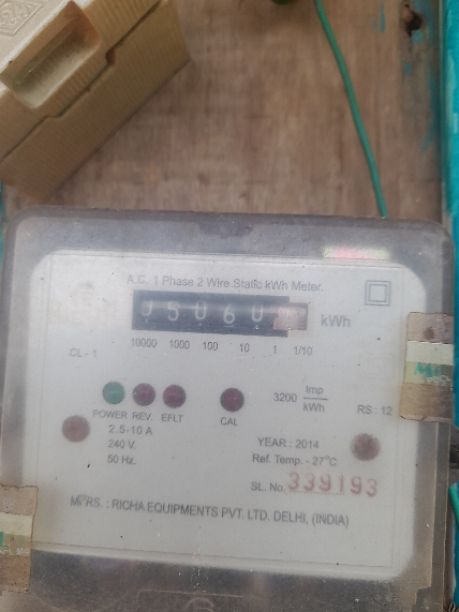 A.C. 1 Phase 2 Wire Static kWh Meter.
05060 kWh
10000 1000 100 10 1 1/10
CL - 1
3200 Imp/kWh
RS : 12
POWER REV. EFLT CAL
2.5-10 A
240 V.
50 Hz.
YEAR : 2014
Ref. Temp. - 27°C
SL. No. 339193
MFRS. : RICHA EQUIPMENTS PVT. LTD. DELHI, (INDIA)